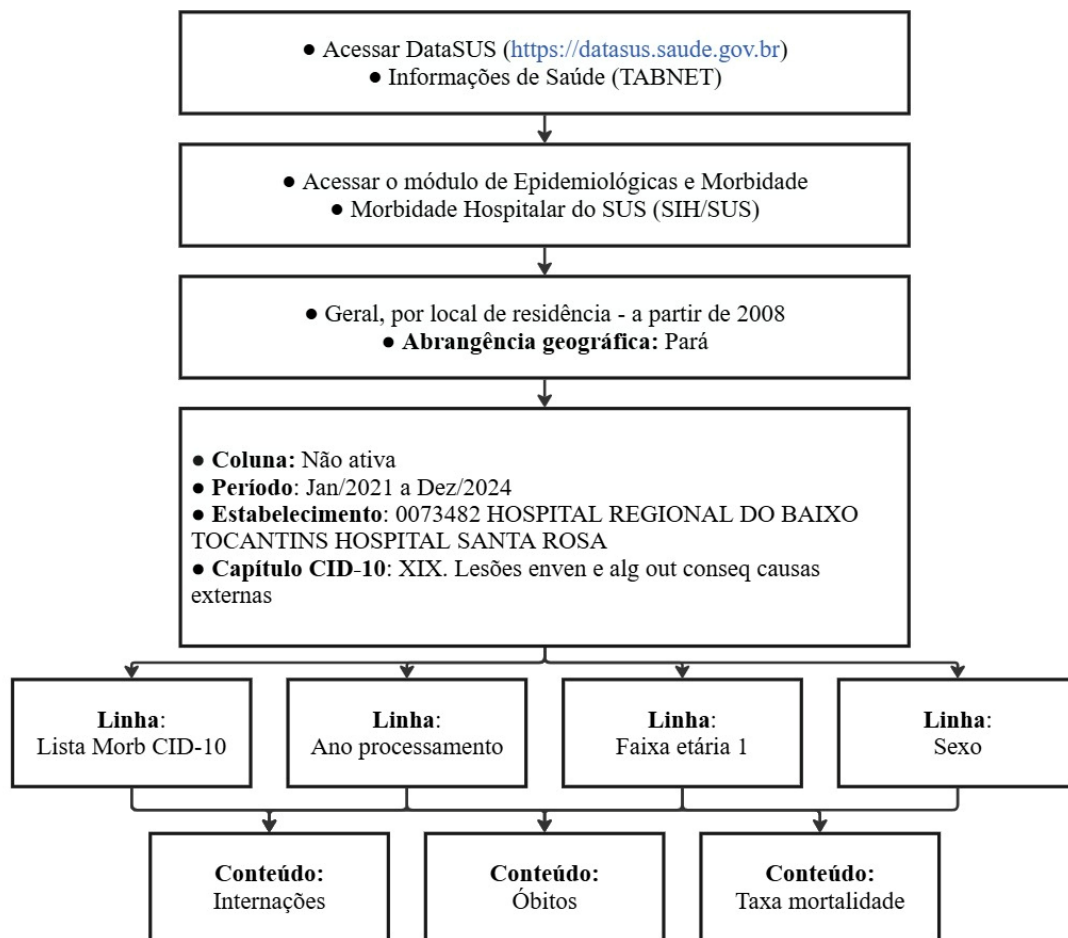 ● Acessar DataSUS (https://datasus.saude.gov.br)
● Informações de Saúde (TABNET)
● Acessar o módulo de Epidemiológicas e Morbidade
● Morbidade Hospitalar do SUS (SIH/SUS)
● Geral, por local de residência - a partir de 2008
● Abrangência geográfica: Pará
● Coluna: Não ativa
● Período: Jan/2021 a Dez/2024
● Estabelecimento: 0073482 HOSPITAL REGIONAL DO BAIXO
TOCANTINS HOSPITAL SANTA ROSA
● Capítulo CID-10: XIX. Lesões enven e alg out conseq causas
externas
Linha:
Lista Morb CID-10
Linha:
Ano processamento
Linha:
Faixa etária 1
Linha:
Sexo
Conteúdo:
Internações
Conteúdo:
Óbitos
Conteúdo:
Taxa mortalidade